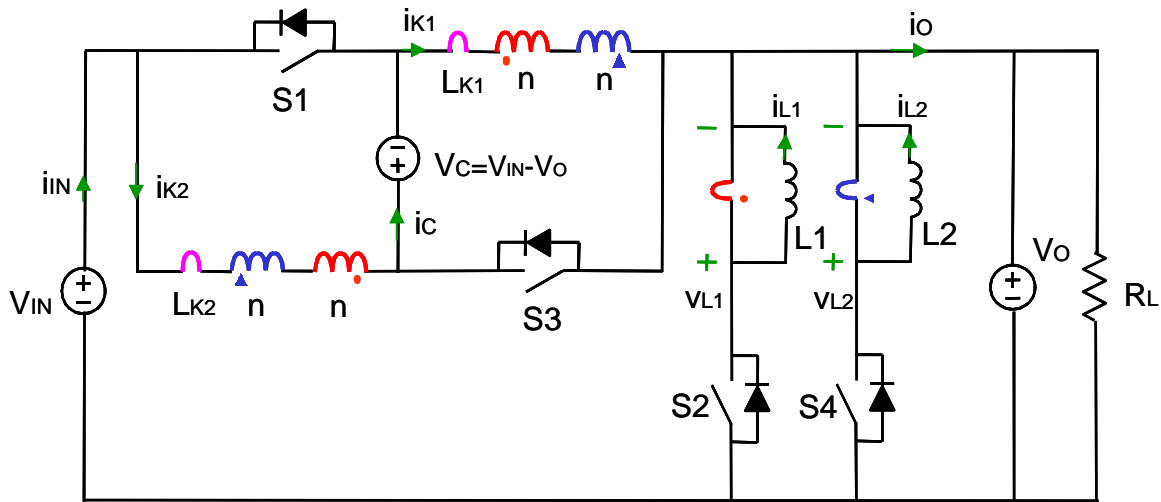 iK1
iO
S1
LK1
n
n
iL1
iL2
− −
iIN
iK2
− +
VC=VIN-VO
iC
L1
L2
+ +
VO
VIN
+ −
LK2
n
n
S3
vL1
vL2
+ −
RL
S2
S4